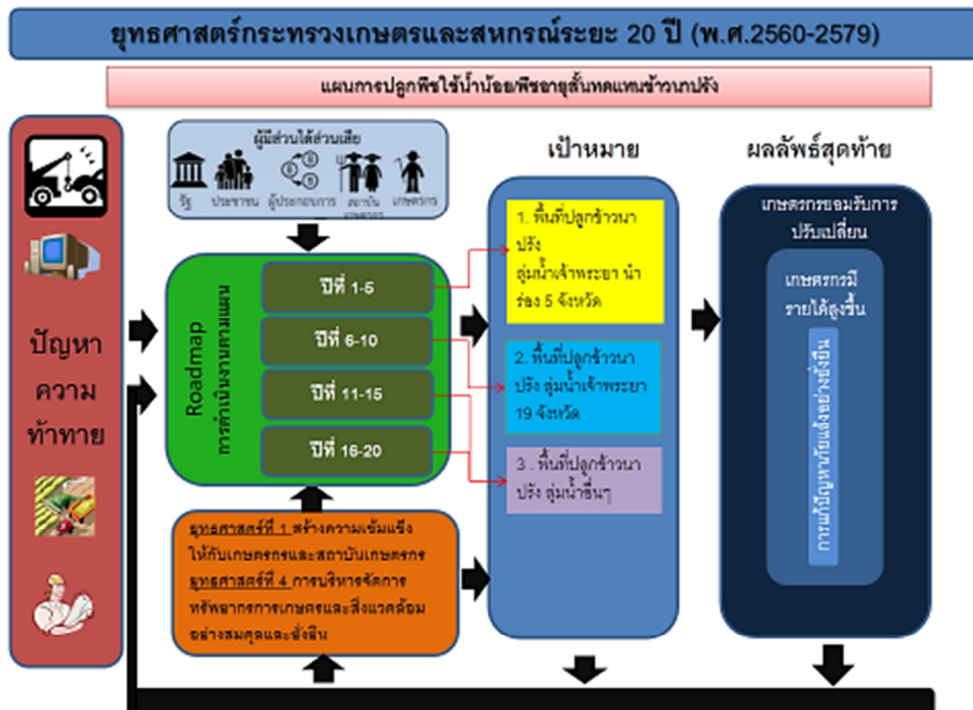 ยุทธศาสตร์กระทรวงเกษตรและสหกรณ์ระยะ 20 ปี (พ.ศ.2560-2579)
แผนการปลูกพืชใช้น้ำน้อย/พืชอายุสั้นทดแทนข้าวนาปรัง
ปัญหา
ความ
ท้าทาย
ผู้มีส่วนได้ส่วนเสีย
รัฐ
ประชาชน
ผู้ประกอบการ
สถาบัน
เกษตรกร
เกษตรกร
Roadmap
การดำเนินงานตามแผน
ปีที่ 1-5
ปีที่ 6-10
ปีที่ 11-15
ปีที่ 16-20
ยุทธศาสตร์ที่ 1 สร้างความเข้มแข็ง
ให้กับเกษตรกรและสถาบันเกษตรกร
ยุทธศาสตร์ที่ 4 การบริหารจัดการ
ทรัพยากรการเกษตรและสิ่งแวดล้อม
อย่างสมดุลและยั่งยืน
เป้าหมาย
1. พื้นที่ปลูกข้าวนา
ปรัง
ลุ่มน้ำเจ้าพระยา นำ
ร่อง 5 จังหวัด
2. พื้นที่ปลูกข้าวนา
ปรัง ลุ่มน้ำเจ้าพระยา
19 จังหวัด
3 . พื้นที่ปลูกข้าวนา
ปรัง ลุ่มน้ำอื่นๆ
ผลลัพธ์สุดท้าย
เกษตรกรยอมรับการ
ปรับเปลี่ยน
เกษตรกรมี
รายได้สูงขึ้น
การแก้ปัญหาภัยแล้งอย่างยั่งยืน